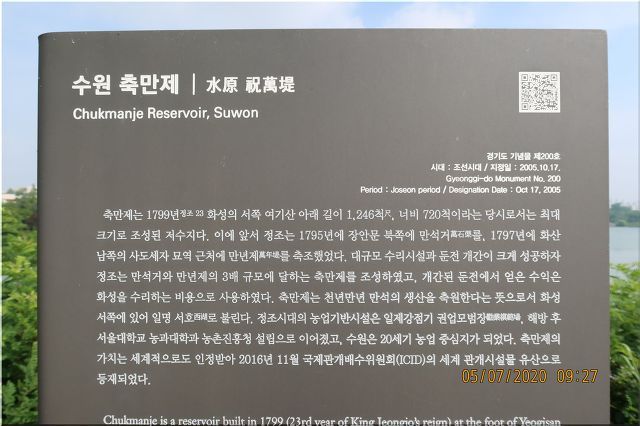 수원 축만제 | 水原 祝萬堤
Chukmanje Reservoir, Suwon
경기도 기념물 제200호
시대 : 조선시대 / 지정일 : 2005.10.17.
Gyeonggi-do Monument No. 200
Period : Joseon period / Designation Date : Oct 17, 2005
축만제는 1799년정조 23 화성의 서쪽 여기산 아래 길이 1,246척尺, 너비 720척이라는 당시로서는 최대
크기로 조성된 저수지다. 이에 앞서 정조는 1795년에 장안문 북쪽에 만석거萬石渠를, 1797년에 화산
남쪽의 사도세자 묘역 근처에 만년제萬年堤를 축조했었다. 대규모 수리시설과 둔전 개간이 크게 성공하자
정조는 만석거와 만년제의 3배 규모에 달하는 축만제를 조성하였고, 개간된 둔전에서 얻은 수익은
화성을 수리하는 비용으로 사용하였다. 축만제는 천년만년 만석의 생산을 축원한다는 뜻으로서 화성
서쪽에 있어 일명 서호西湖로 불린다. 정조시대의 농업기반시설은 일제강점기 권업모범장勸業模範場, 해방 후
서울대학교 농과대학과 농촌진흥청 설립으로 이어졌고, 수원은 20세기 농업 중심지가 되었다. 축만제의
가치는 세계적으로도 인정받아 2016년 11월 국제관개배수위원회(ICID)의 세계 관개시설물 유산으로
등재되었다.
05/07/2020 09:27
Chukmanje is a reservoir built in 1799 (23rd year of King Jeongjo's reign) at the foot of Yeogisan